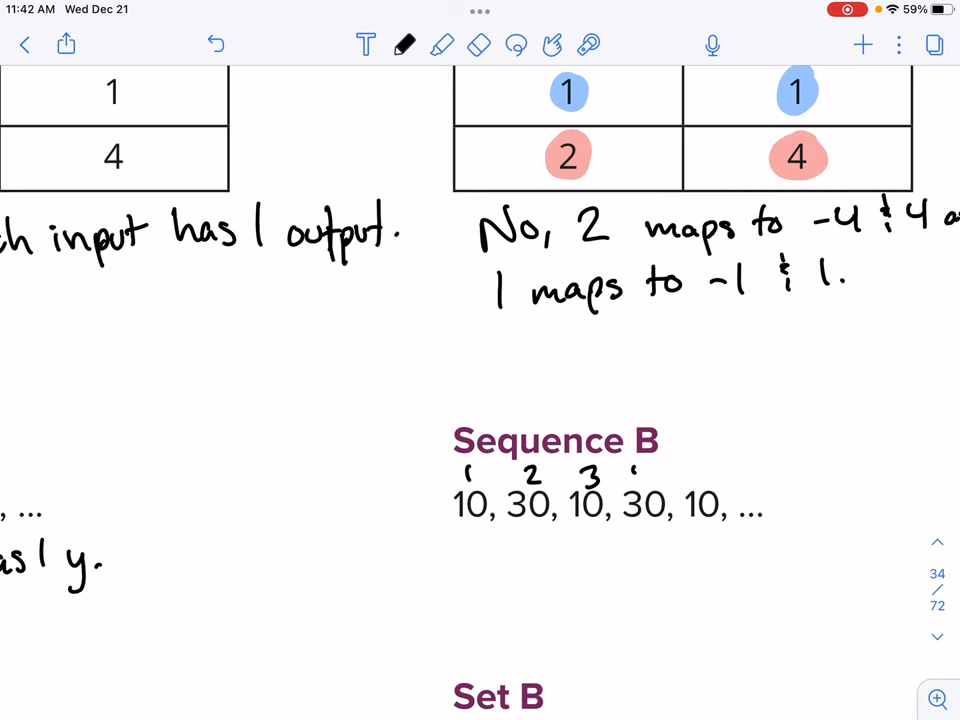 11:42 AM Wed Dec 21
59%
T
1
1 1
4
2 4
ch input has 1 output.
No, 2 maps to -4 & 4
1 maps to -1 & 1.
Sequence B
1 2 3
10, 30, 10, 30, 10, ...
, ...
as 1 y.
34
/
72
Set B